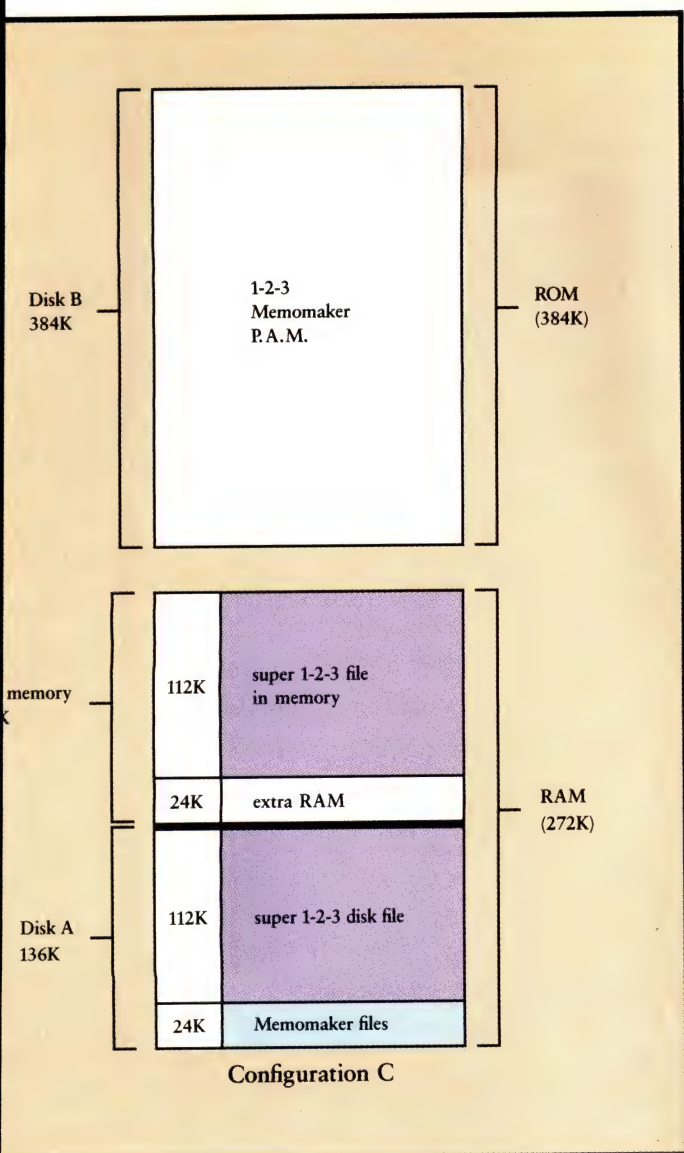 Disk B
384K
1-2-3
Memomaker
P.A.M.
ROM
(384K)
memory
K
112K
super 1-2-3 file
in memory
24K
extra RAM
RAM
(272K)
Disk A
136K
112K
super 1-2-3 disk file
24K
Memomaker files
Configuration C